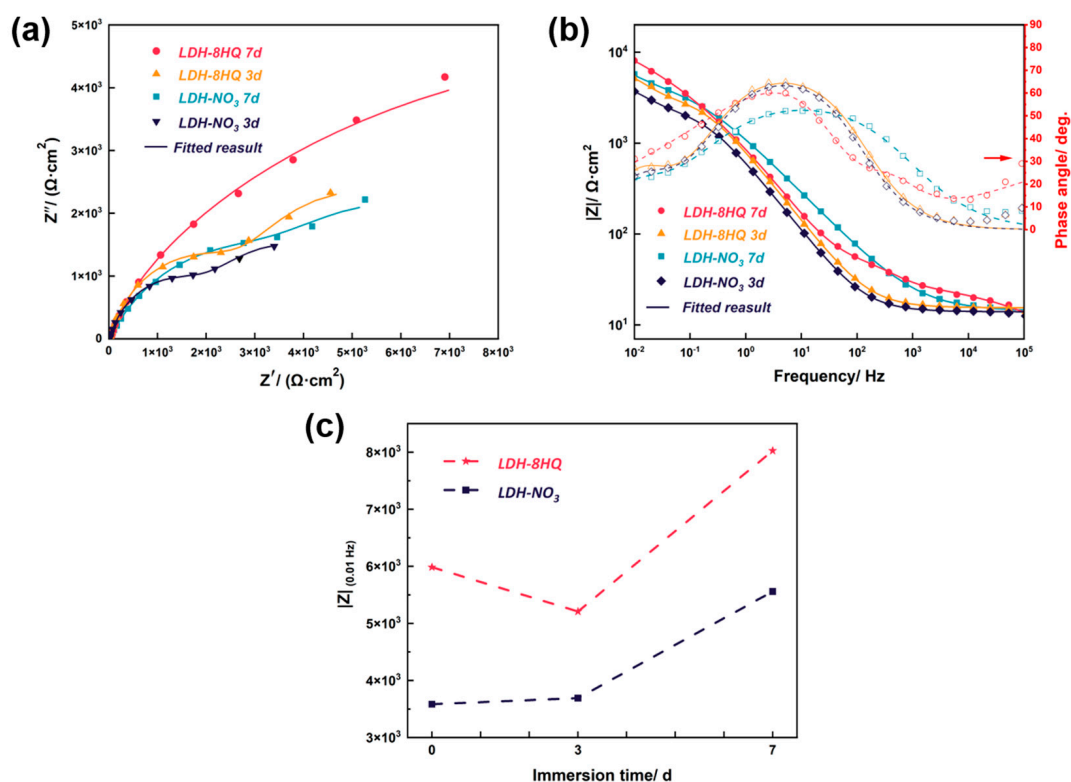 (a)
5×10³
4×10³
3×10³
2×10³
1×10³
0
Z″/ (Ω·cm²)
LDH-8HQ 7d
LDH-8HQ 3d
LDH-NO₃ 7d
LDH-NO₃ 3d
Fitted reasult
0 1×10³ 2×10³ 3×10³ 4×10³ 5×10³ 6×10³ 7×10³ 8×10³
Z′/ (Ω·cm²)
(b)
10⁴
10³
10²
10¹
|Z|/ Ω·cm²
LDH-8HQ 7d
LDH-8HQ 3d
LDH-NO₃ 7d
LDH-NO₃ 3d
Fitted reasult
90
80
70
60
50
40
30
20
10
0
Phase angle/ deg.
10⁻² 10⁻¹ 10⁰ 10¹ 10² 10³ 10⁴ 10⁵
Frequency/ Hz
(c)
8×10³
7×10³
6×10³
5×10³
4×10³
3×10³
|Z| (0.01 Hz)
LDH-8HQ
LDH-NO₃
0 3 7
Immersion time/ d